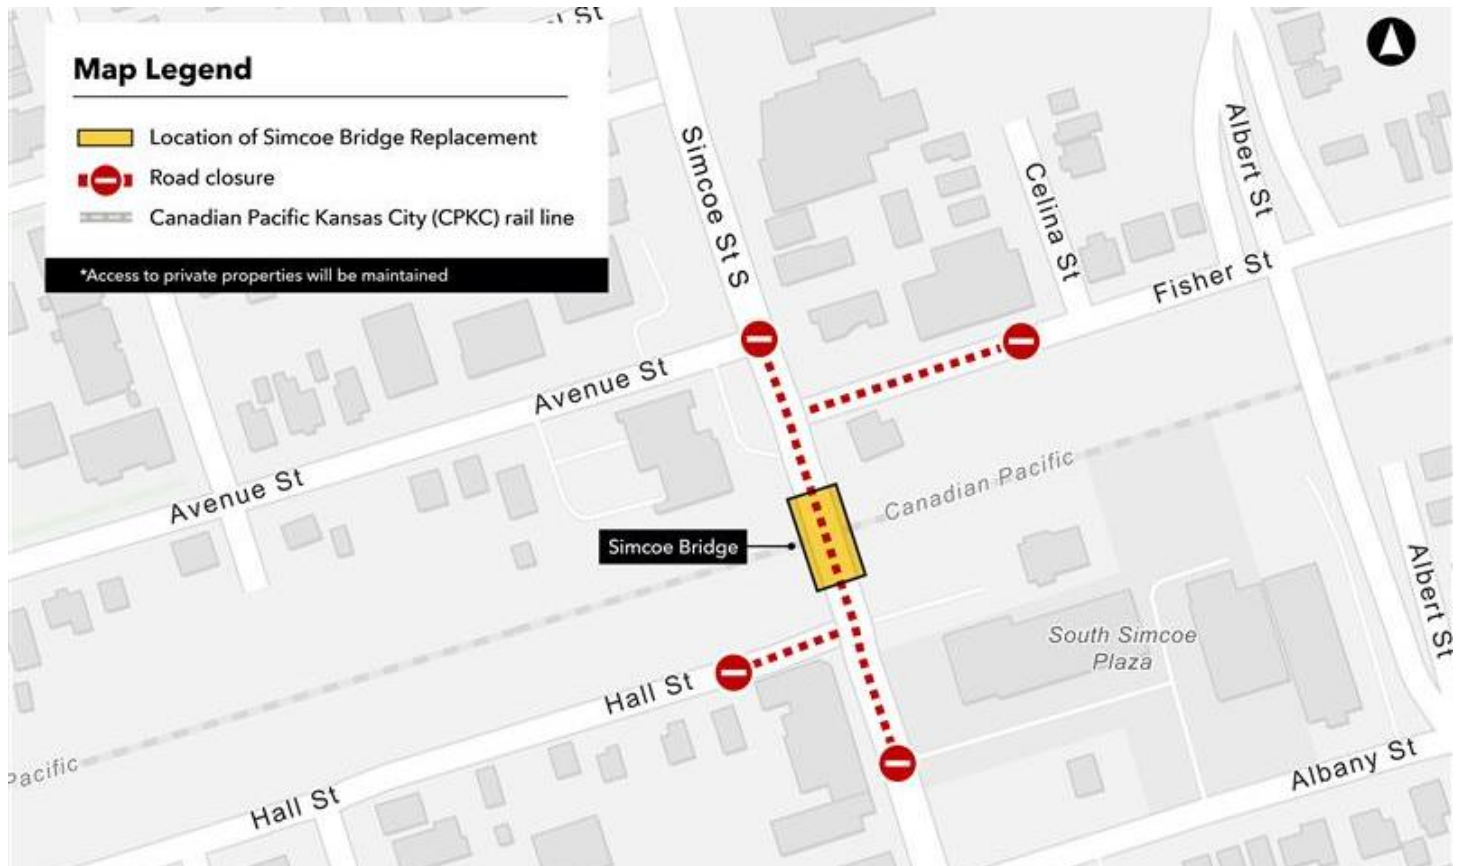 Map Legend
Location of Simcoe Bridge Replacement
Road closure
Canadian Pacific Kansas City (CPKC) rail line
*Access to private properties will be maintained
St
Simcoe St S
Celina St
Albert St
Fisher St
Avenue St
Avenue St
Canadian Pacific
Simcoe Bridge
South Simcoe
Plaza
Albert St
Hall St
Hall St
Pacific
Albany St